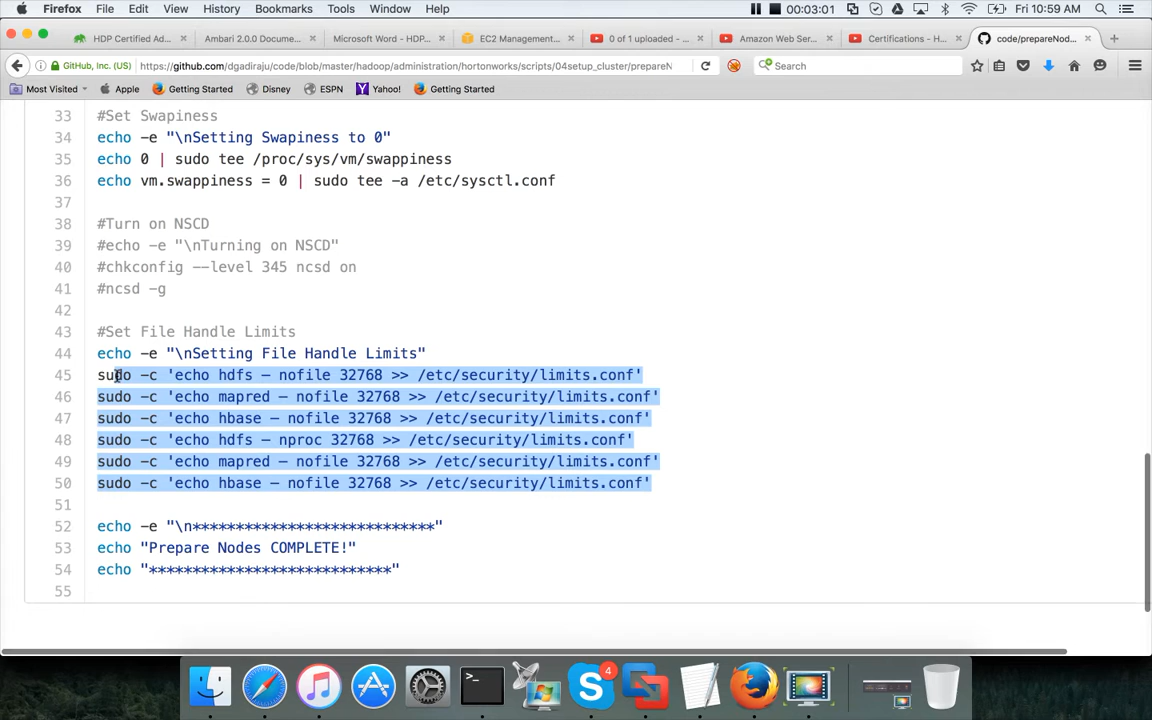 Firefox File Edit View History Bookmarks Tools Window Help 00:03:01 Fri 10:59 AM
HDP Certified Ad... Ambari 2.0.0 Docume... Microsoft Word - HDP... EC2 Management... 0 of 1 uploaded - ... Amazon Web Ser... Certifications - H... code/prepareNod...
GitHub, Inc. (US) https://github.com/dgadiraju/code/blob/master/hadoop/administration/hortonworks/scripts/04setup_cluster/prepareN Search
Most Visited Apple Getting Started Disney ESPN Yahoo! Getting Started
33 #Set Swapiness
34 echo -e "\nSetting Swapiness to 0"
35 echo 0 | sudo tee /proc/sys/vm/swappiness
36 echo vm.swappiness = 0 | sudo tee -a /etc/sysctl.conf
37
38 #Turn on NSCD
39 #echo -e "\nTurning on NSCD"
40 #chkconfig --level 345 ncsd on
41 #ncsd -g
42
43 #Set File Handle Limits
44 echo -e "\nSetting File Handle Limits"
45 sudo -c 'echo hdfs – nofile 32768 >> /etc/security/limits.conf'
46 sudo -c 'echo mapred – nofile 32768 >> /etc/security/limits.conf'
47 sudo -c 'echo hbase – nofile 32768 >> /etc/security/limits.conf'
48 sudo -c 'echo hdfs – nproc 32768 >> /etc/security/limits.conf'
49 sudo -c 'echo mapred – nofile 32768 >> /etc/security/limits.conf'
50 sudo -c 'echo hbase – nofile 32768 >> /etc/security/limits.conf'
51
52 echo -e "\n****************************"
53 echo "Prepare Nodes COMPLETE!"
54 echo "****************************"
55
4